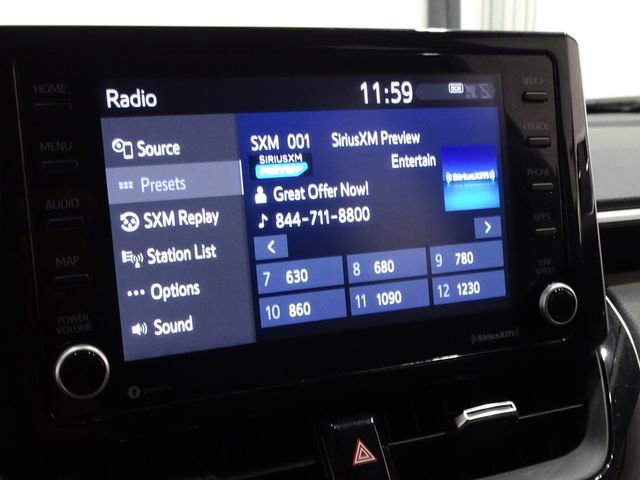 HOME
MENU
AUDIO
MAP
POWER
VOLUME
Radio
11:59
DCM
Source
Presets
SXM Replay
Station List
Options
Sound
SXM 001
SiriusXM Preview
SIRIUSXM
PREVIEW
Entertain
((SiriusXM))
Great Offer Now!
844-711-8800
<
>
7 630
8 680
9 780
10 860
11 1090
12 1230
((SiriusXM))
SEEK >
< TRACK
PHONE
APPS
TUNE
SCROLL